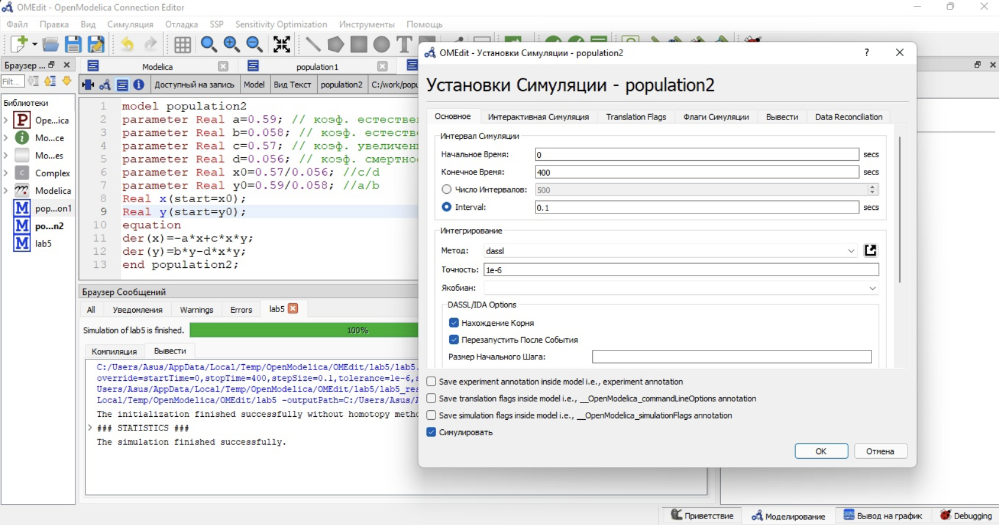 OMEdit - OpenModelica Connection Editor
Файл Правка Вид Симуляция Отладка SSP Sensitivity Optimization Инструменты Помощь
Браузер ...
Modelica
population1
Filt...
Доступный на запись Model Вид Текст population2 C:/work/popu
Библиотеки
Ope...ica
Mo...ce
Mo...es
Complex
Modelica
pop...on1
po...n2
lab5
1 model population2
2 parameter Real a=0.59; // коэф. естествен
3 parameter Real b=0.058; // коэф. естеств
4 parameter Real c=0.57; // коэф. увеличен
5 parameter Real d=0.056; // коэф. смертно
6 parameter Real x0=0.57/0.056; //c/d
7 parameter Real y0=0.59/0.058; //a/b
8 Real x(start=x0);
9 Real y(start=y0);
10 equation
11 der(x)=-a*x+c*x*y;
12 der(y)=b*y-d*x*y;
13 end population2;
Браузер Сообщений
All Уведомления Warnings Errors lab5
Simulation of lab5 is finished. 100%
Компиляция Вывести
C:/Users/Asus/AppData/Local/Temp/OpenModelica/OMEdit/lab5/lab5.
override=startTime=0,stopTime=400,stepSize=0.1,tolerance=1e-6,s
Users/Asus/AppData/Local/Temp/OpenModelica/OMEdit/lab5/lab5_res
Local/Temp/OpenModelica/OMEdit/lab5 -outputPath=C:/Users/Asus/A
The initialization finished successfully without homotopy metho
### STATISTICS ###
The simulation finished successfully.
OMEdit - Установки Симуляции - population2
Установки Симуляции - population2
Основное Интерактивная Симуляция Translation Flags Флаги Симуляции Вывести Data Reconciliation
Интервал Симуляции
Начальное Время: 0 secs
Конечное Время: 400 secs
Число Интервалов: 500
Interval: 0.1 secs
Интегрирование
Метод: dassl
Точность: 1e-6
Якобиан:
DASSL/IDA Options
Нахождение Корня
Перезапустить После События
Размер Начального Шага:
Save experiment annotation inside model i.e., experiment annotation
Save translation flags inside model i.e., __OpenModelica_commandLineOptions annotation
Save simulation flags inside model i.e., __OpenModelica_simulationFlags annotation
Симулировать
OK Отмена
Приветствие Моделирование Вывод на график Debugging